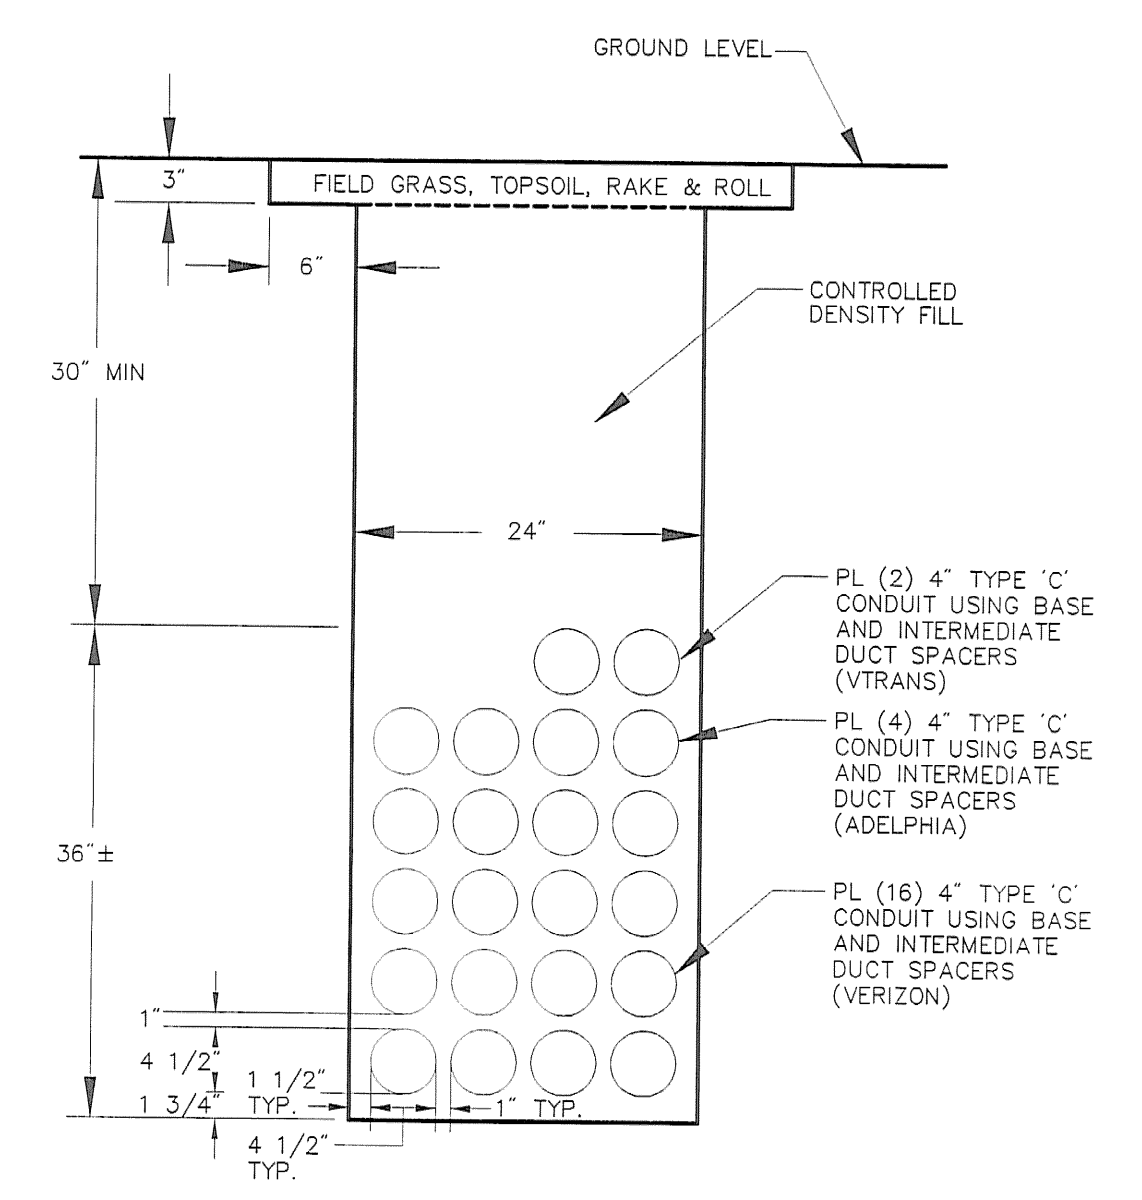 GROUND LEVEL
3"
FIELD GRASS, TOPSOIL, RAKE & ROLL
6"
CONTROLLED
DENSITY FILL
30" MIN
24"
PL (2) 4" TYPE 'C'
CONDUIT USING BASE
AND INTERMEDIATE
DUCT SPACERS
(VTRANS)
PL (4) 4" TYPE 'C'
CONDUIT USING BASE
AND INTERMEDIATE
DUCT SPACERS
(ADELPHIA)
36"±
PL (16) 4" TYPE 'C'
CONDUIT USING BASE
AND INTERMEDIATE
DUCT SPACERS
(VERIZON)
1"
4 1/2"
1 3/4"
1 1/2"
TYP.
1" TYP.
4 1/2"
TYP.